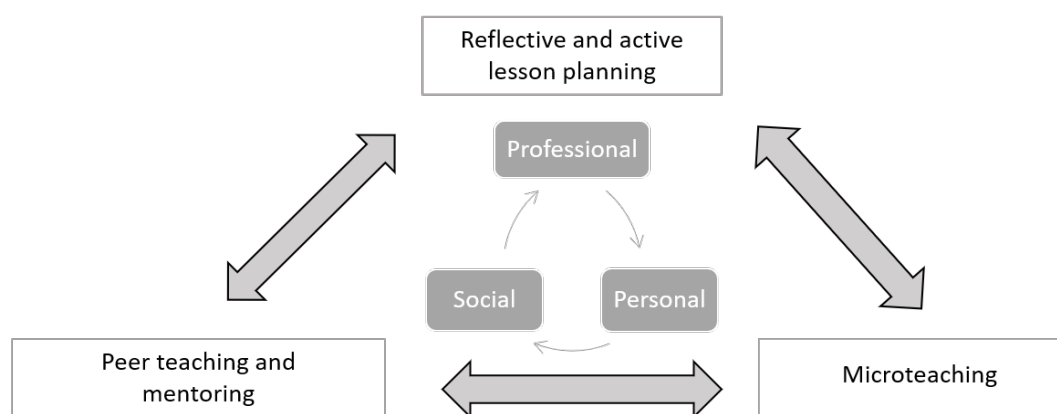 Reflective and active
lesson planning
Professional
Social
Personal
Peer teaching and
mentoring
Microteaching